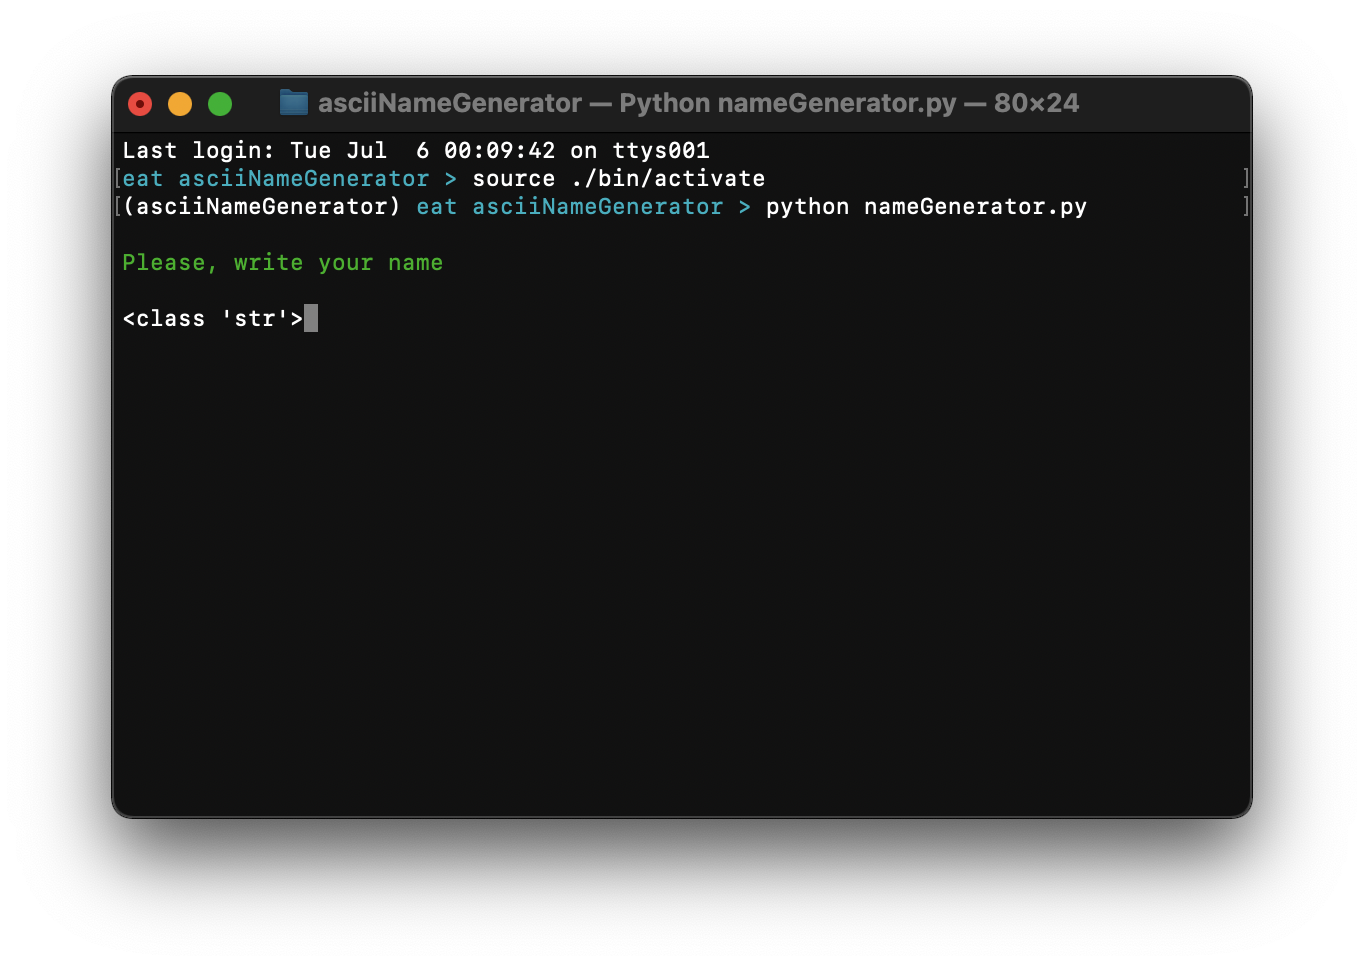 asciiNameGenerator — Python nameGenerator.py — 80×24
Last login: Tue Jul  6 00:09:42 on ttys001
[eat asciiNameGenerator > source ./bin/activate ]
[(asciiNameGenerator) eat asciiNameGenerator > python nameGenerator.py ]
Please, write your name
<class 'str'>